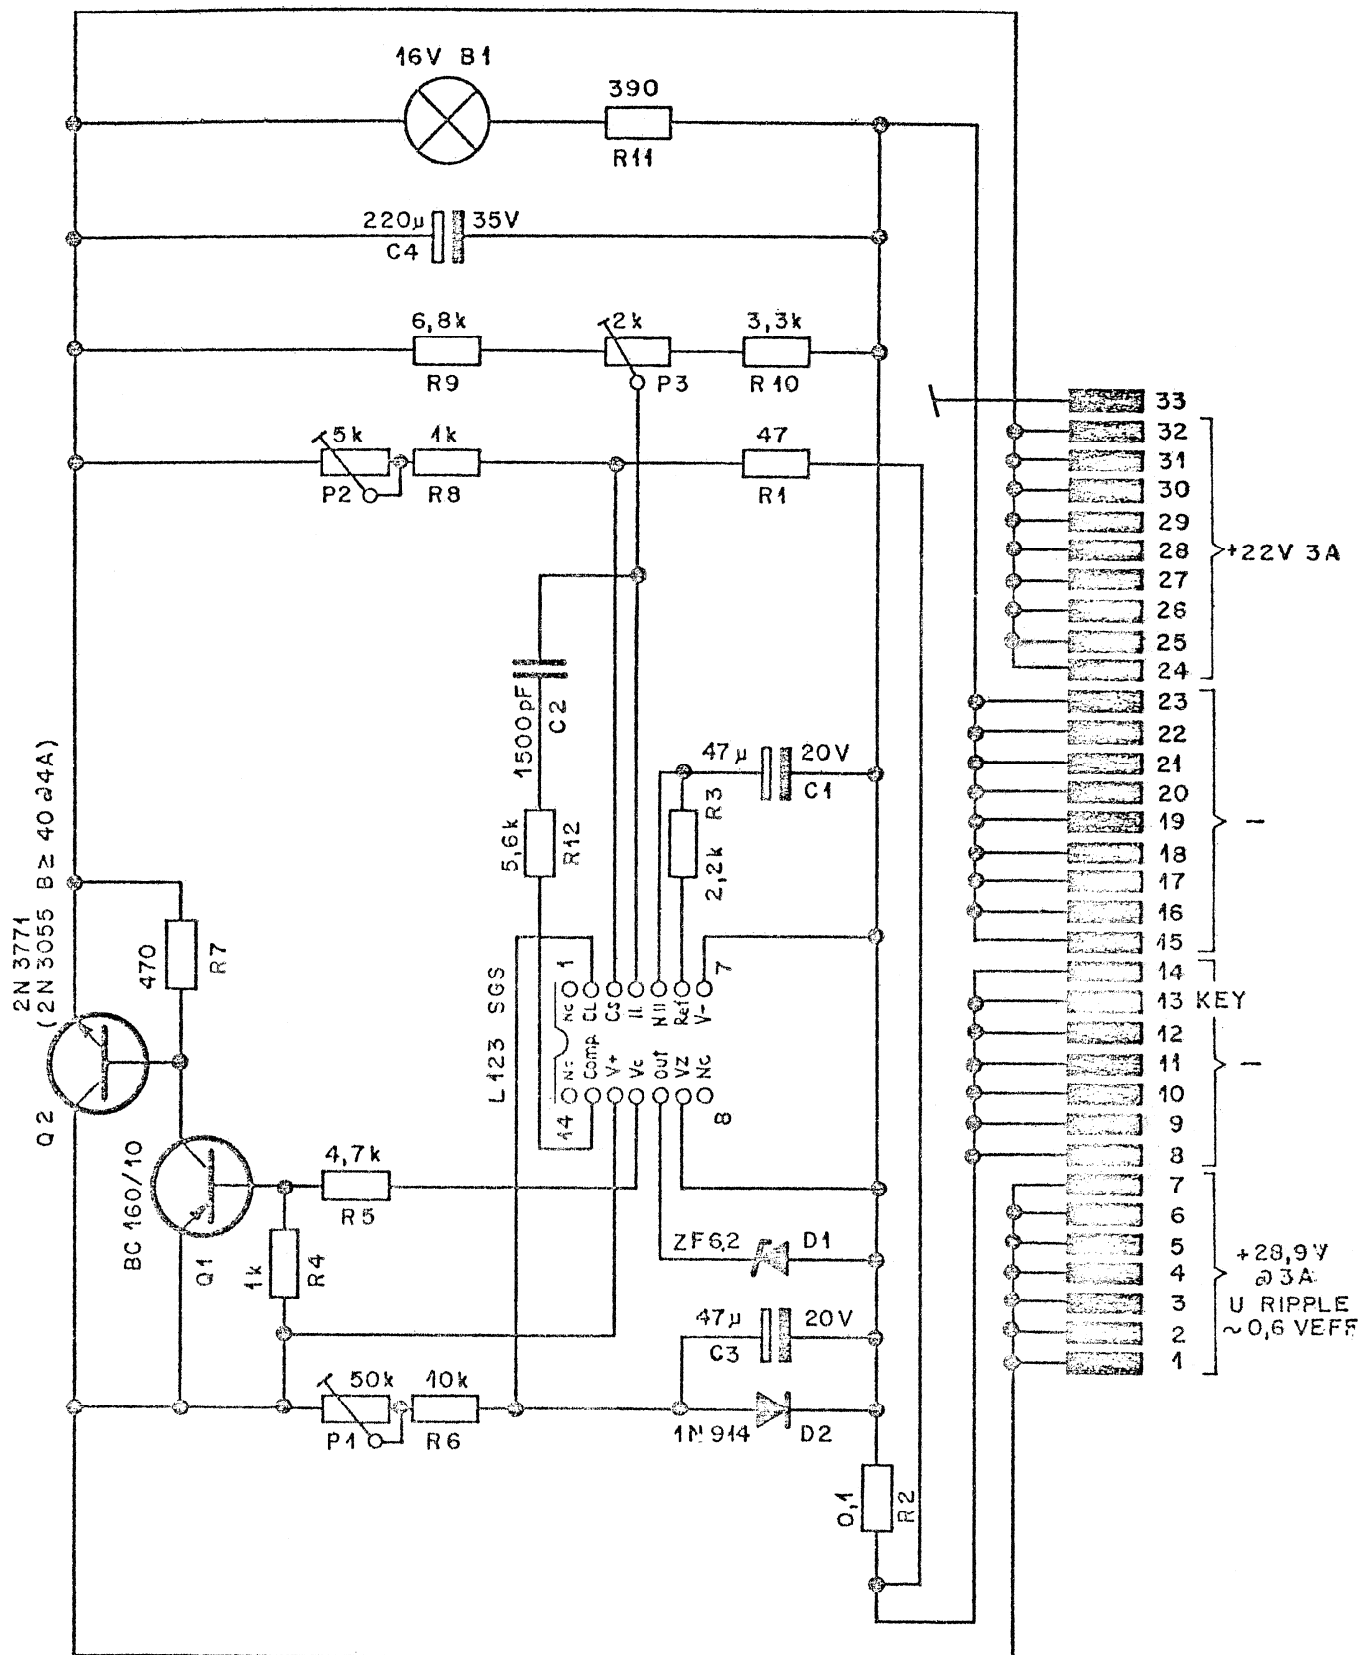 16V B1
390
R11
220µ 35V
C4
6,8k
R9
2k
P3
3,3k
R10
5k
P2
1k
R8
47
R1
33
32
31
30
29
28
27
26
25
24
+22V 3A
23
22
21
20
19
18
17
16
15
–
14
13 KEY
12
11
10
9
8
–
7
6
5
4
3
2
1
+28,9V
@ 3A
U RIPPLE
~0,6 VEFF
1500pF
C2
5,6k
R12
47µ 20V
C1
R3
2,2k
2N 3771
(2N 3055 B ≥ 40 @ 4A)
Q2
470
R7
L123 SGS
1
7
NC
CL
CS
II
NII
Ref
V-
NC
Comp
V+
Vc
Out
VZ
NC
14
8
BC 160/10
Q1
4,7k
R5
1k
R4
ZF6,2
D1
47µ 20V
C3
50k
P1
10k
R6
1N914
D2
0,1
R2